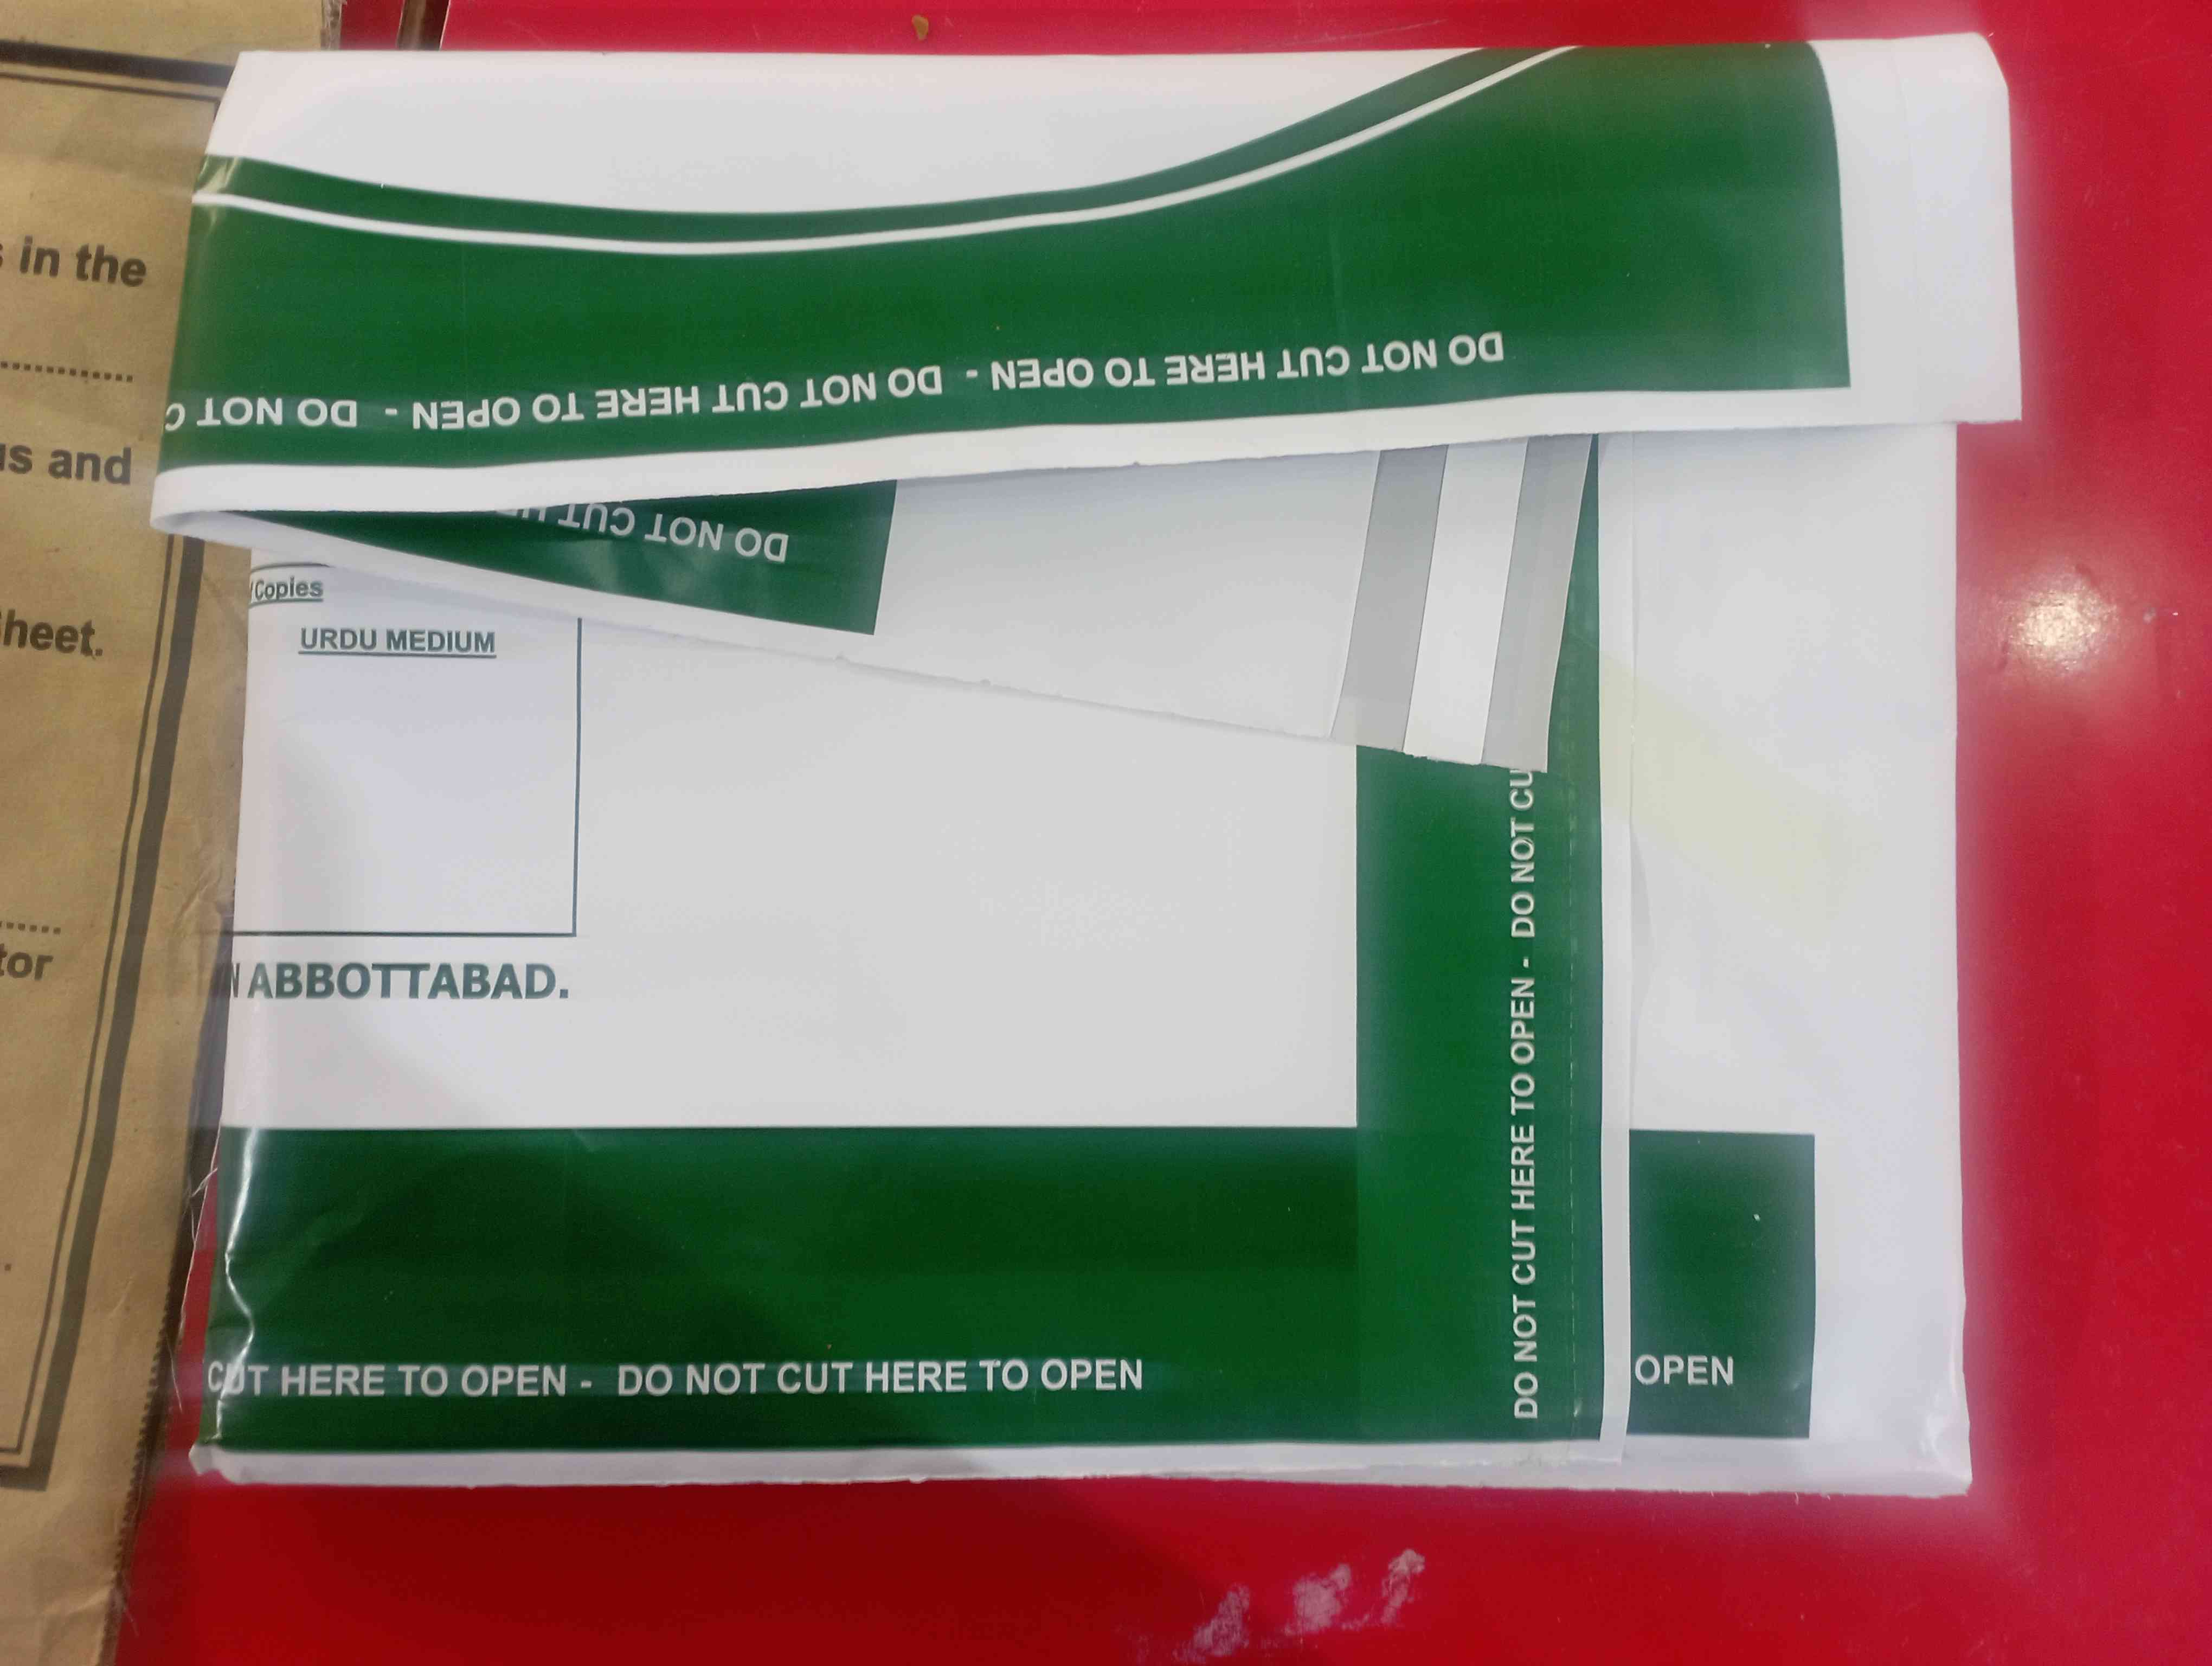 in the
and
heet.
tor
DO NOT CUT HERE TO OPEN - DO NOT CUT HERE TO OPEN - DO NOT C
DO NOT CUT
Copies
URDU MEDIUM
N ABBOTTABAD.
DO NOT CUT HERE TO OPEN - DO NOT CU
CUT HERE TO OPEN - DO NOT CUT HERE TO OPEN
OPEN